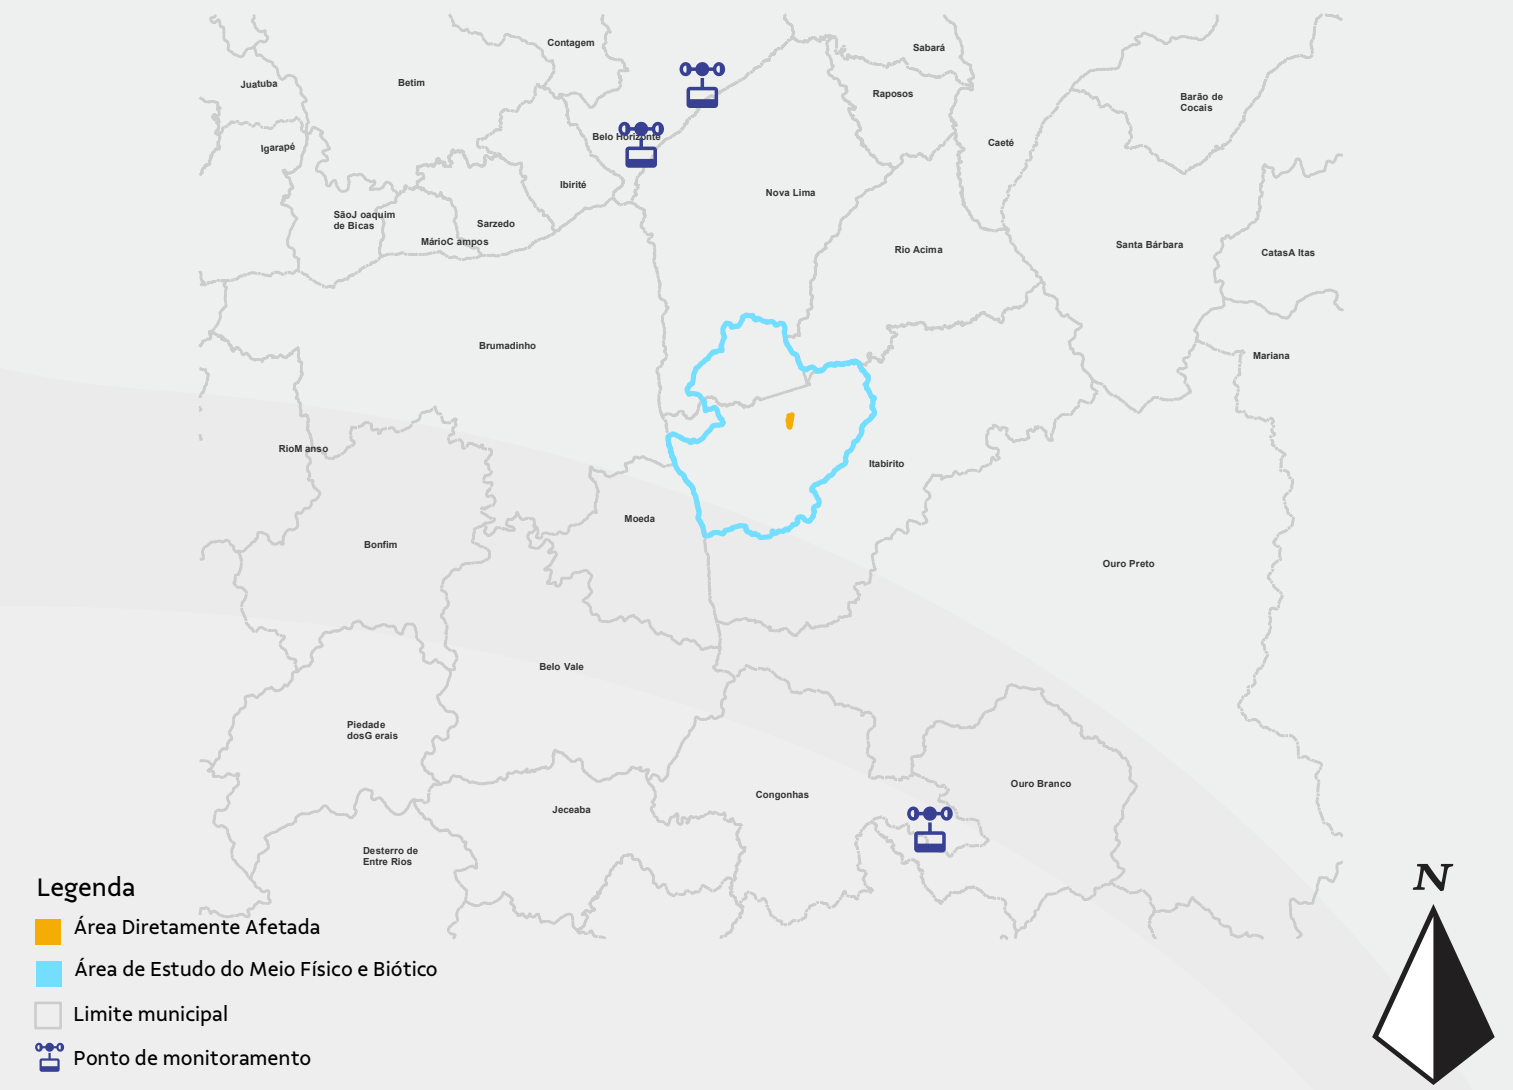 Contagem
Sabará
Juatuba
Betim
Raposos
Barão de
Cocais
Belo Horizonte
Caeté
Igarapé
Ibirité
Nova Lima
SãoJ oaquim
de Bicas
Sarzedo
MárioC ampos
Rio Acima
Santa Bárbara
CatasA ltas
Brumadinho
Mariana
RioM anso
Itabirito
Moeda
Bonfim
Ouro Preto
Belo Vale
Piedade
dosG erais
Ouro Branco
Congonhas
Jeceaba
Desterro de
Entre Rios
N
Legenda
Área Diretamente Afetada
Área de Estudo do Meio Físico e Biótico
Limite municipal
Ponto de monitoramento